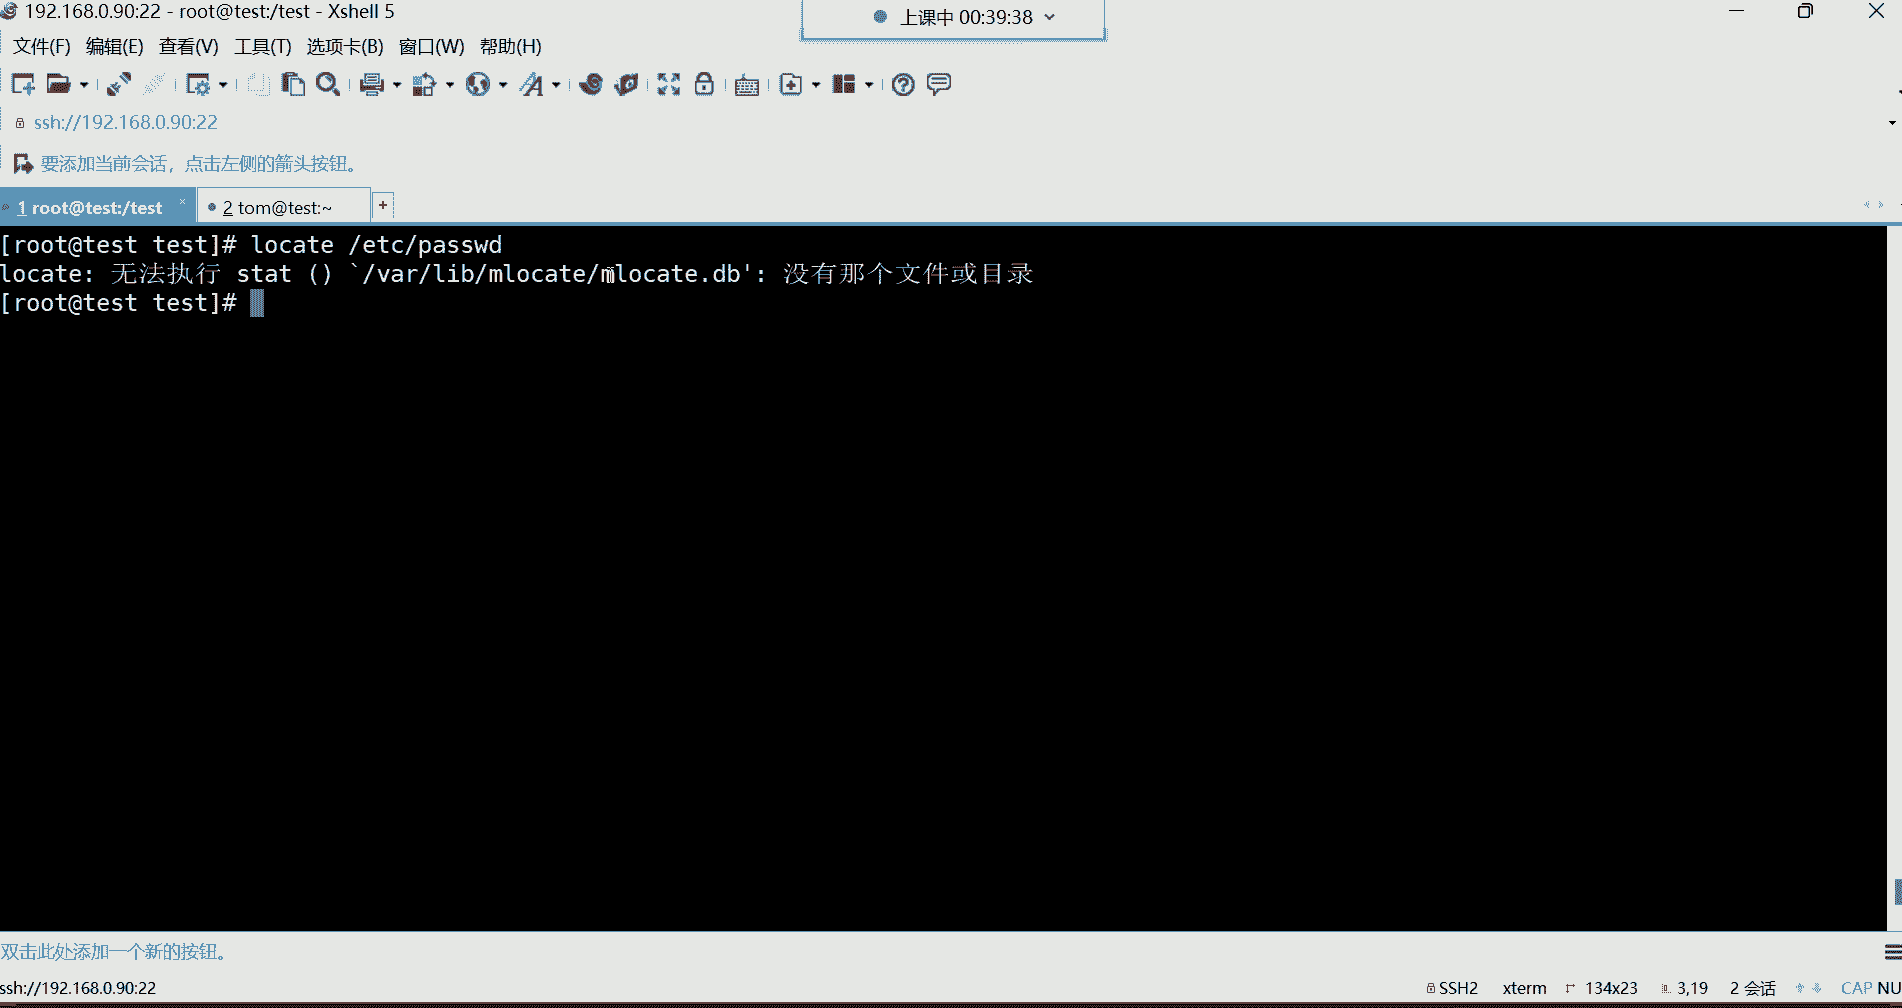 192.168.0.90:22 - root@test:/test - Xshell 5
上课中 00:39:38
文件(F) 编辑(E) 查看(V) 工具(T) 选项卡(B) 窗口(W) 帮助(H)
ssh://192.168.0.90:22
要添加当前会话，点击左侧的箭头按钮。
1 root@test:/test × 2 tom@test:~ +
[root@test test]# locate /etc/passwd
locate: 无法执行 stat () `/var/lib/mlocate/mlocate.db': 没有那个文件或目录
[root@test test]#
双击此处添加一个新的按钮。
ssh://192.168.0.90:22 SSH2 xterm 134x23 3,19 2 会话 CAP NU